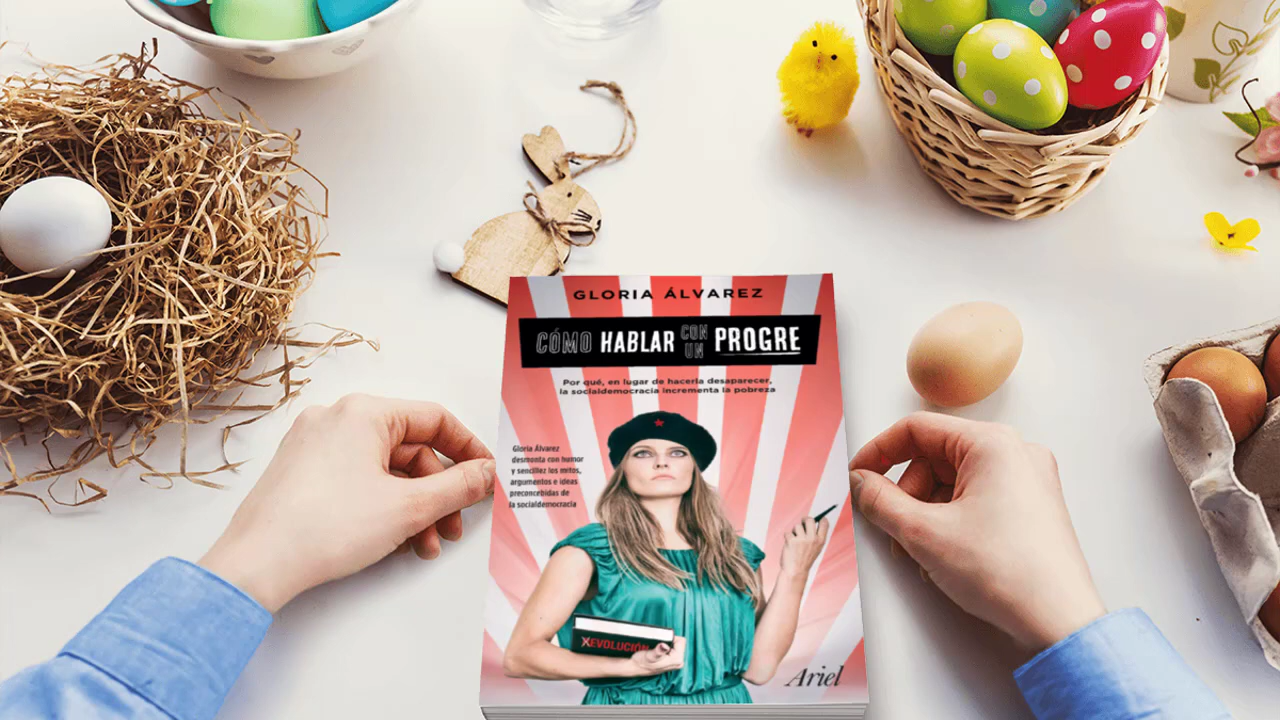 GLORIA ÁLVAREZ
CÓMO HABLAR CON UN PROGRE
Por qué, en lugar de hacerla desaparecer,
la socialdemocracia incrementa la pobreza
Gloria Álvarez
desmonta con humor
y sencillez los mitos,
argumentos e ideas
preconcebidas de
la socialdemocracia
XEVOLUCIÓN
Ariel